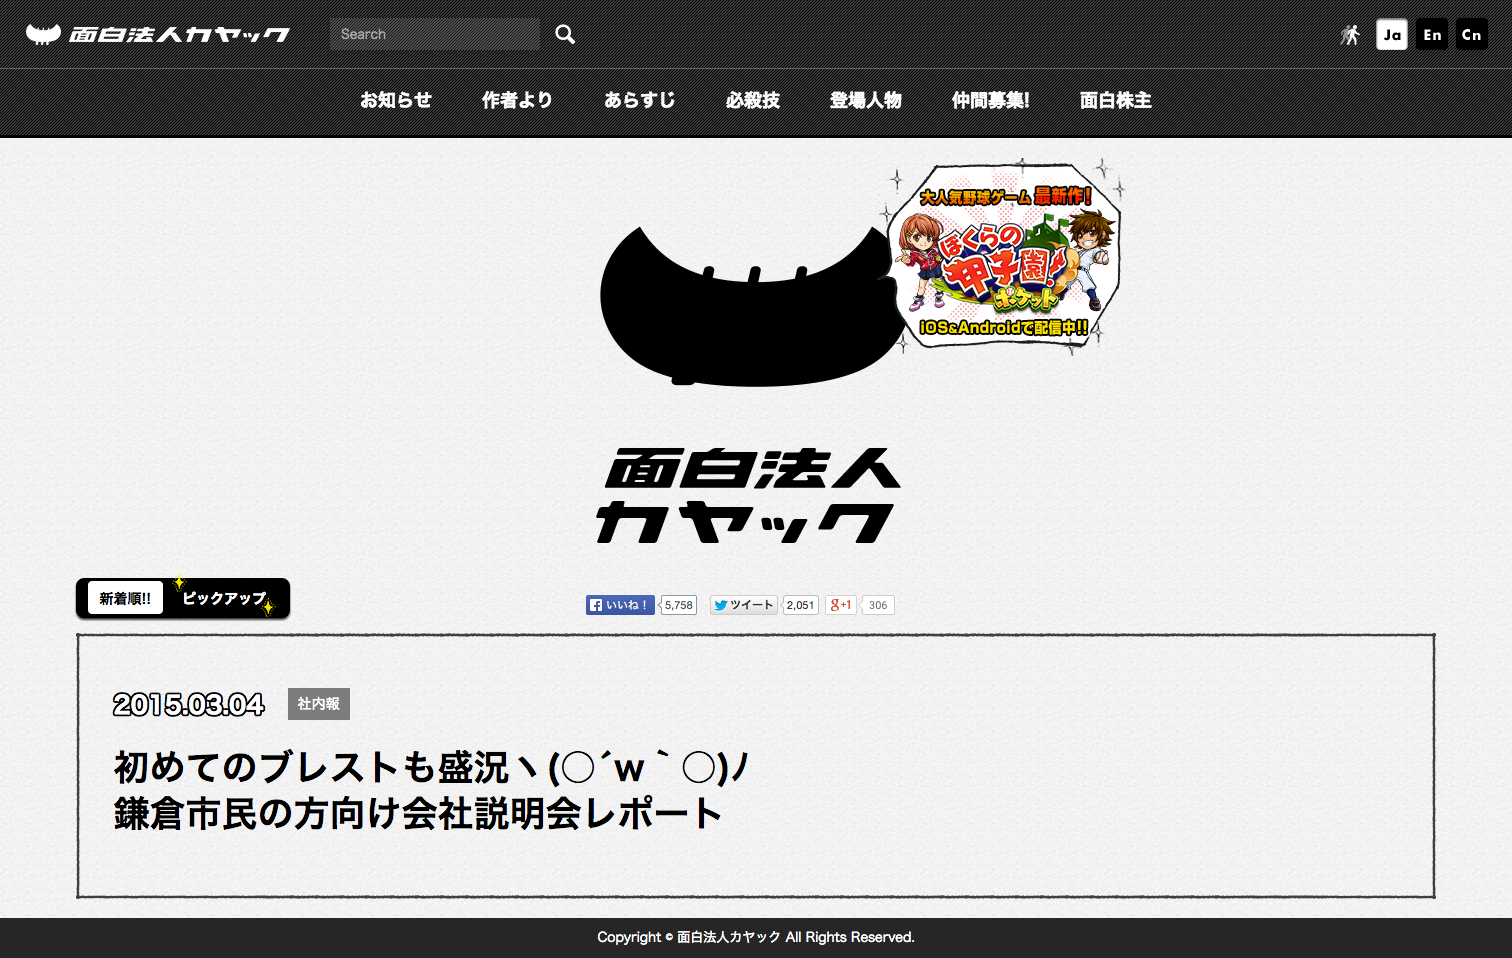 面白法人カヤック
Search
Ja
En
Cn
お知らせ
作者より
あらすじ
必殺技
登場人物
仲間募集!
面白株主
大人気野球ゲーム 最新作!
ぼくらの
甲子園!
ポケット
iOS&Androidで配信中!!
面白法人
カヤック
新着順!!
ピックアップ
いいね!
5,758
ツイート
2,051
g+1
306
2015.03.04
社内報
初めてのブレストも盛況ヽ(○´w｀○)ﾉ
鎌倉市民の方向け会社説明会レポート
Copyright © 面白法人カヤック All Rights Reserved.